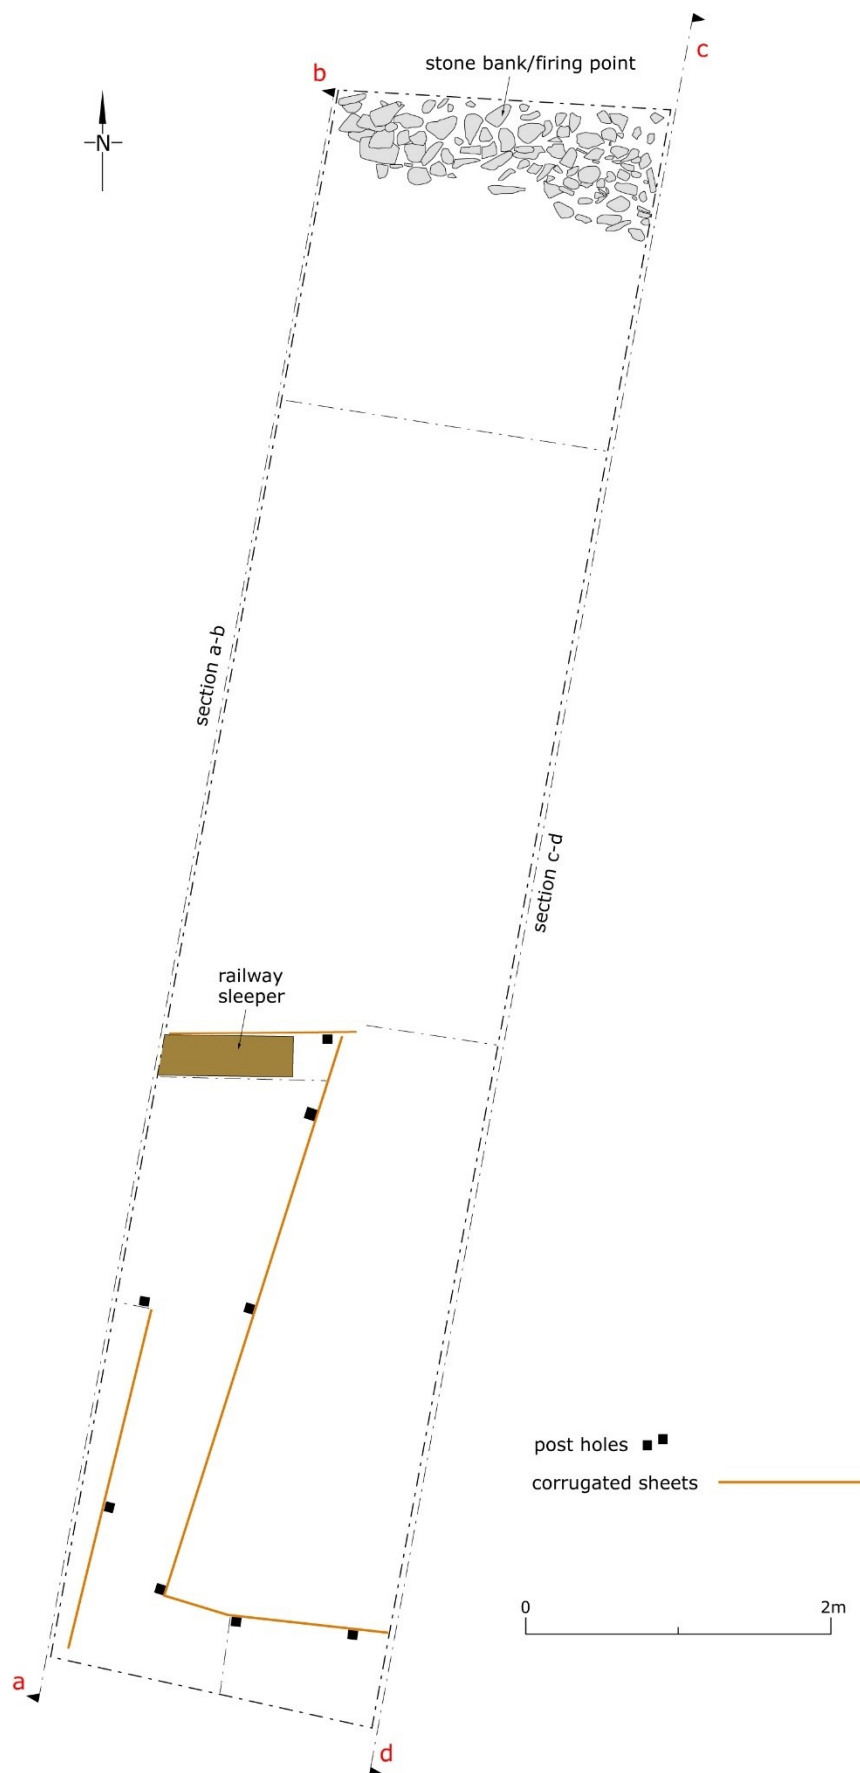 stone bank/firing point
c
b
N
section a-b
section c-d
railway
sleeper
post holes
corrugated sheets
0
2m
a
d